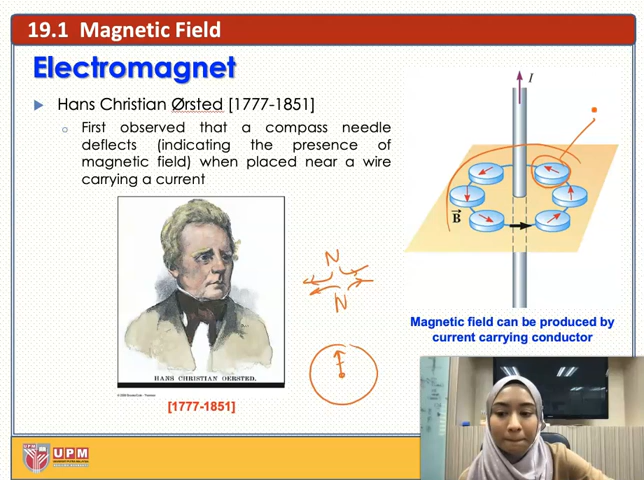 19.1 Magnetic Field
Electromagnet
Hans Christian Ørsted [1777-1851]
First observed that a compass needle
deflects (indicating the presence of
magnetic field) when placed near a wire
carrying a current
I
B
N
N
HANS CHRISTIAN OERSTED.
[1777-1851]
Magnetic field can be produced by
current carrying conductor
UPM
UPM